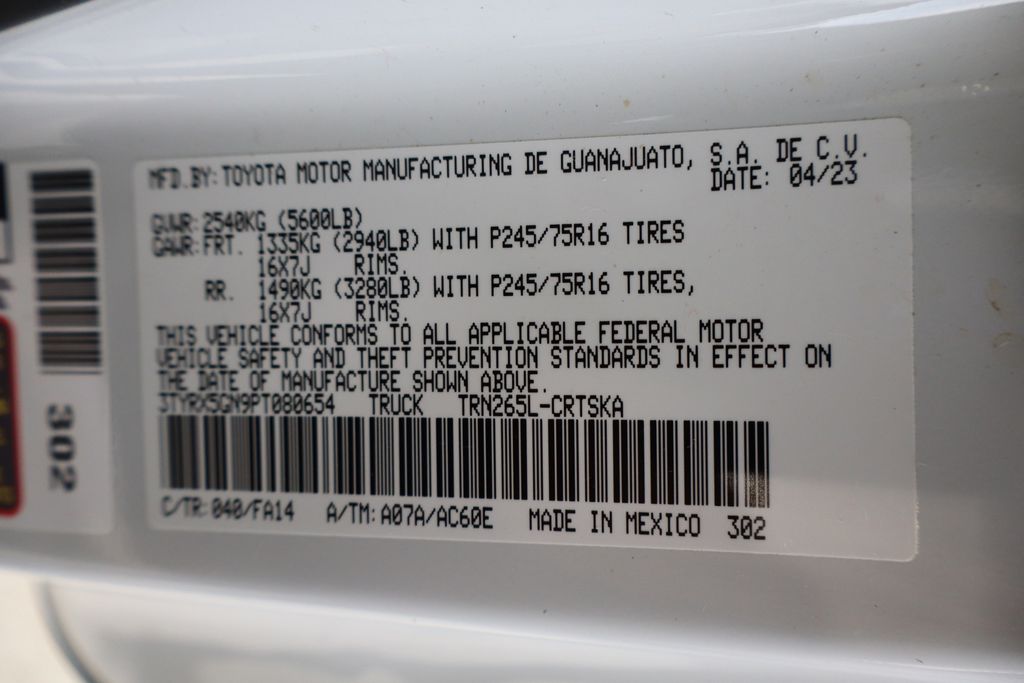 MFD.BY:TOYOTA MOTOR MANUFACTURING DE GUANAJUATO, S.A. DE C.V.
DATE: 04/23
GVWR:2540KG (5600LB)
GAWR:FRT. 1335KG (2940LB) WITH P245/75R16 TIRES
16X7J RIMS.
RR. 1490KG (3280LB) WITH P245/75R16 TIRES,
16X7J RIMS.
THIS VEHICLE CONFORMS TO ALL APPLICABLE FEDERAL MOTOR
VEHICLE SAFETY AND THEFT PREVENTION STANDARDS IN EFFECT ON
THE DATE OF MANUFACTURE SHOWN ABOVE.
3TYRX5GN9PT080654 TRUCK TRN265L-CRTSKA
C/TR:040/FA14 A/TM:A07A/AC60E MADE IN MEXICO 302
302